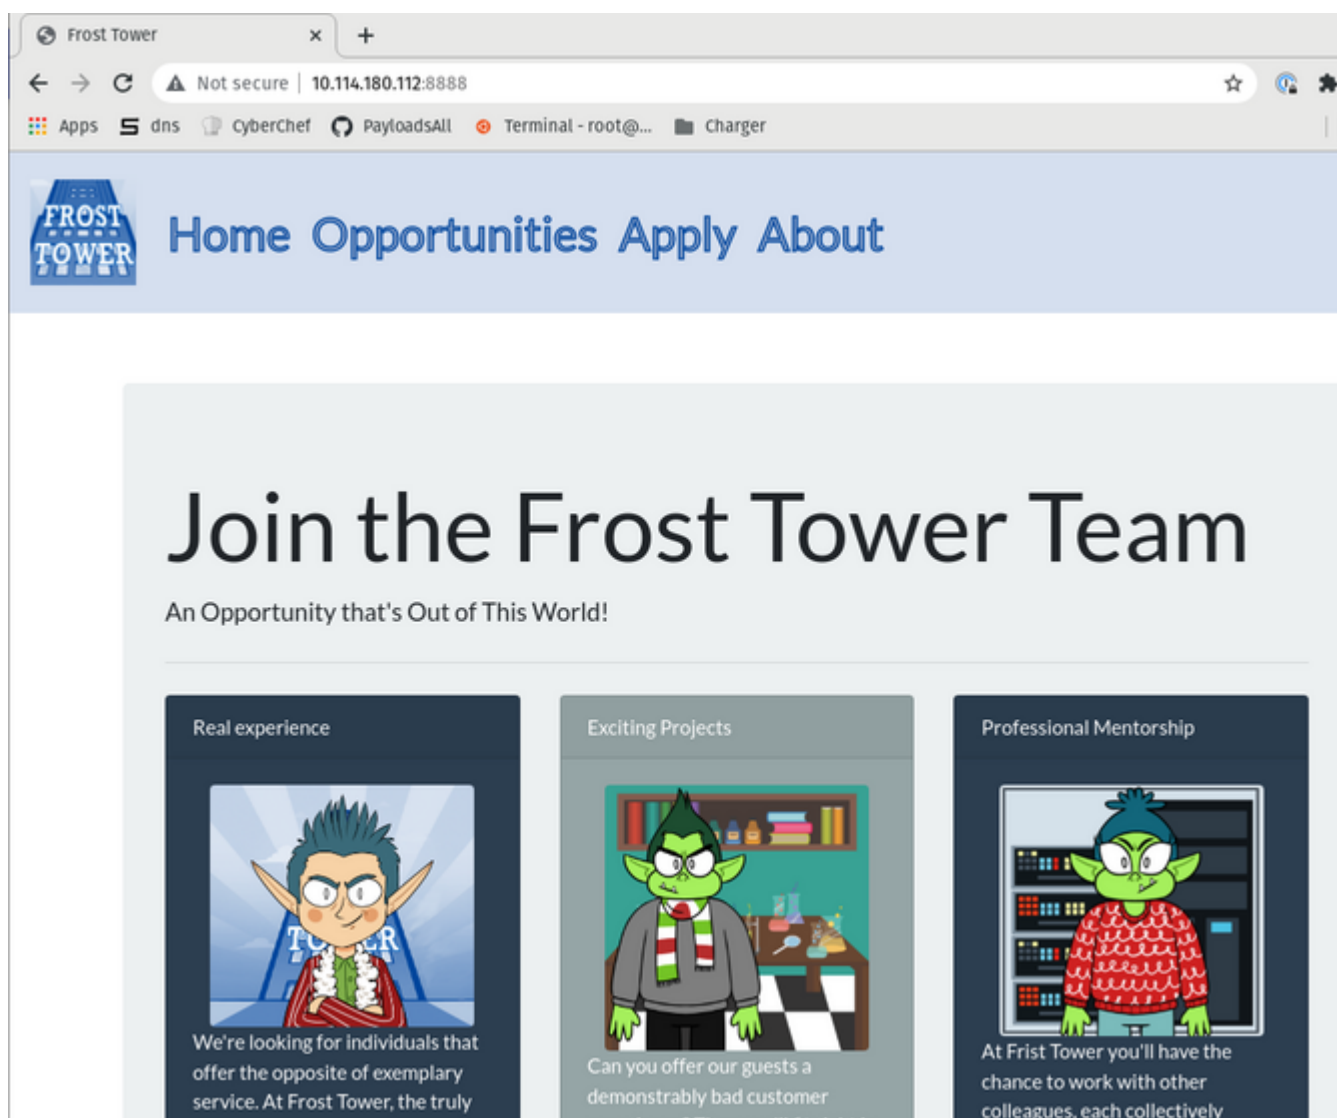 Frost Tower
Not secure | 10.114.180.112:8888
Apps dns CyberChef PayloadsAll Terminal - root@... Charger
FROST
TOWER
Home Opportunities Apply About
Join the Frost Tower Team
An Opportunity that's Out of This World!
Real experience
We're looking for individuals that
offer the opposite of exemplary
service. At Frost Tower, the truly
Exciting Projects
Can you offer our guests a
demonstrably bad customer
Professional Mentorship
At Frist Tower you'll have the
chance to work with other
colleagues, each collectively